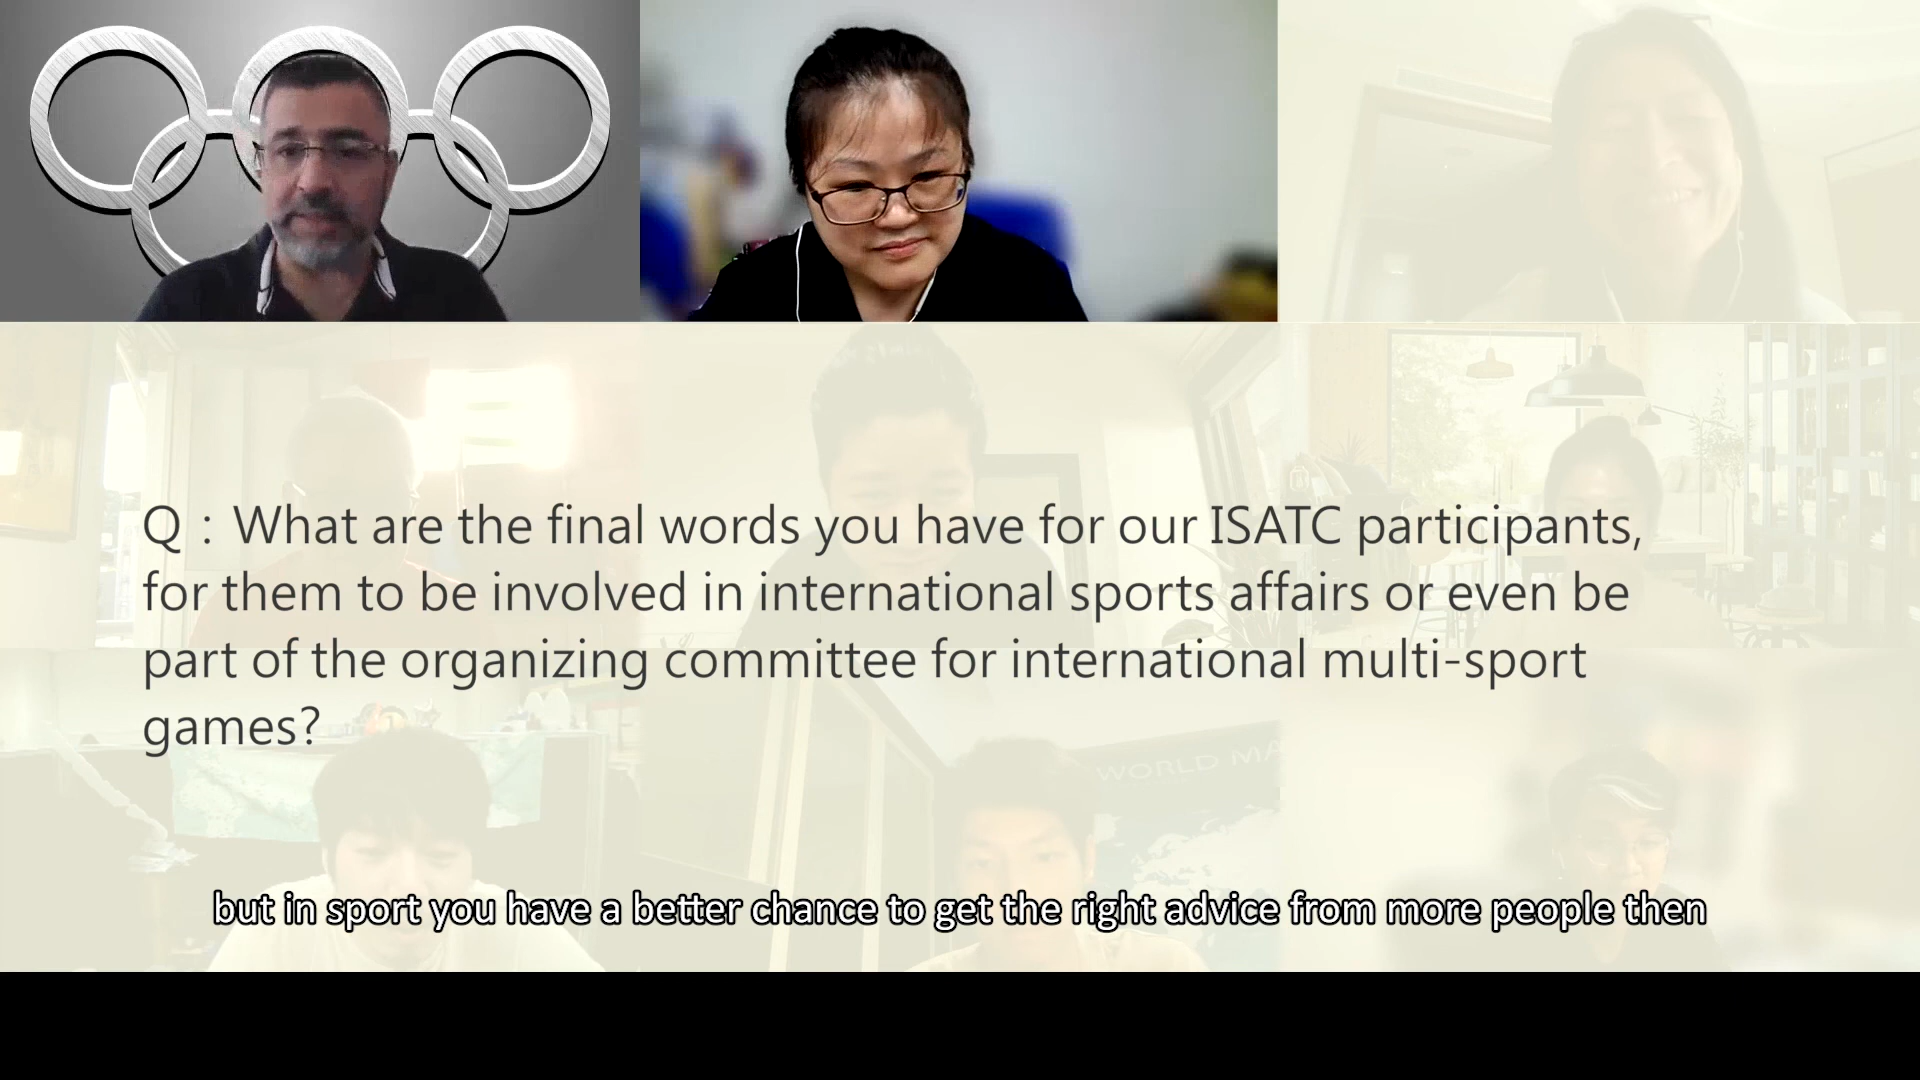 Q：What are the final words you have for our ISATC participants,
for them to be involved in international sports affairs or even be
part of the organizing committee for international multi-sport
games?
WORLD MA
but in sport you have a better chance to get the right advice from more people then